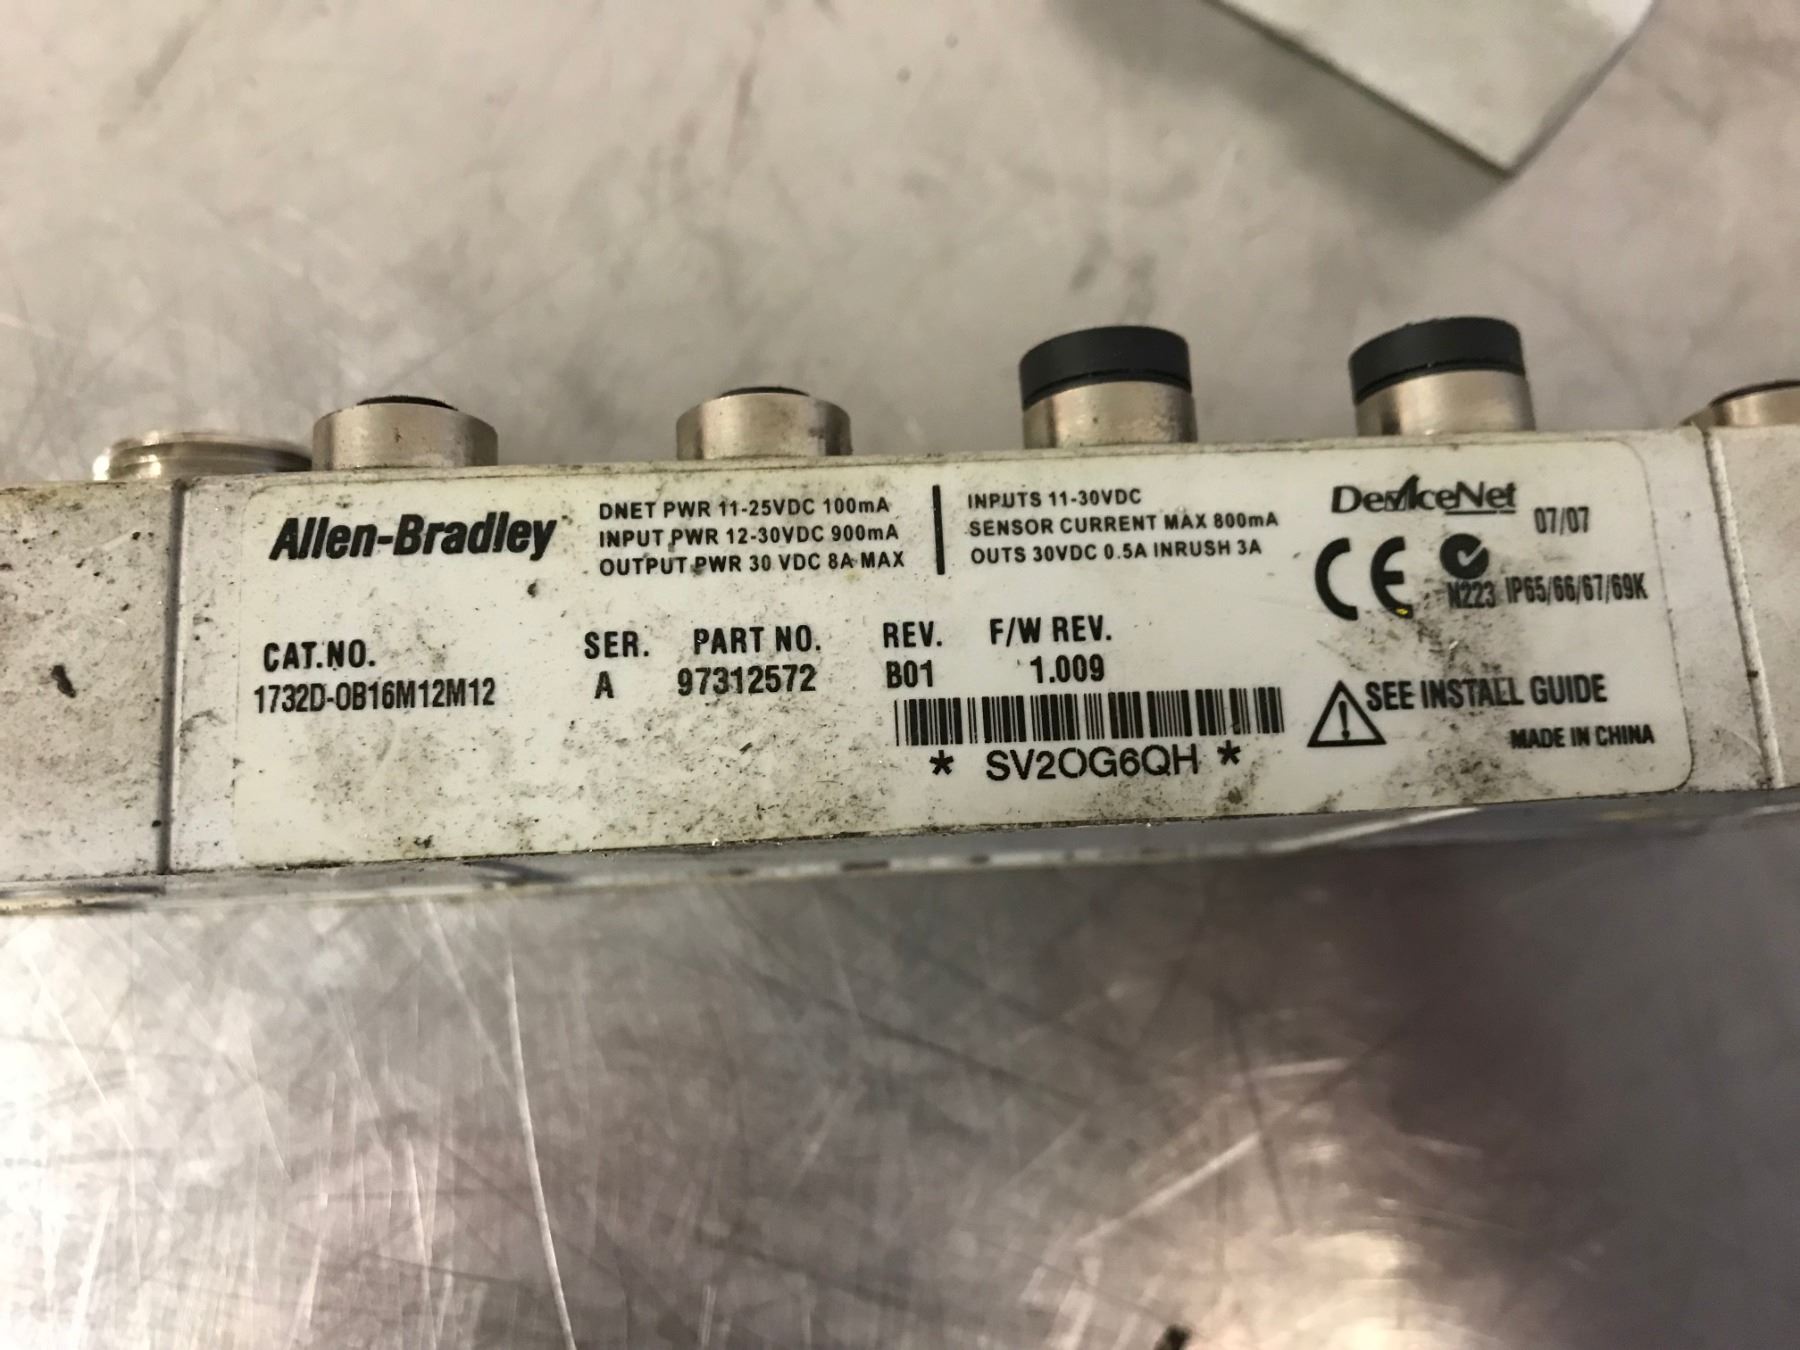 Allen-Bradley
DNET PWR 11-25VDC 100mA
INPUT PWR 12-30VDC 900mA
OUTPUT PWR 30 VDC 8A MAX
INPUTS 11-30VDC
SENSOR CURRENT MAX 800mA
OUTS 30VDC 0.5A INRUSH 3A
DeviceNet
07/07
CE
N223 IP65/66/67/69K
CAT.NO. SER. PART NO. REV. F/W REV.
1732D-OB16M12M12 A 97312572 B01 1.009
* SV2OG6QH *
SEE INSTALL GUIDE
MADE IN CHINA